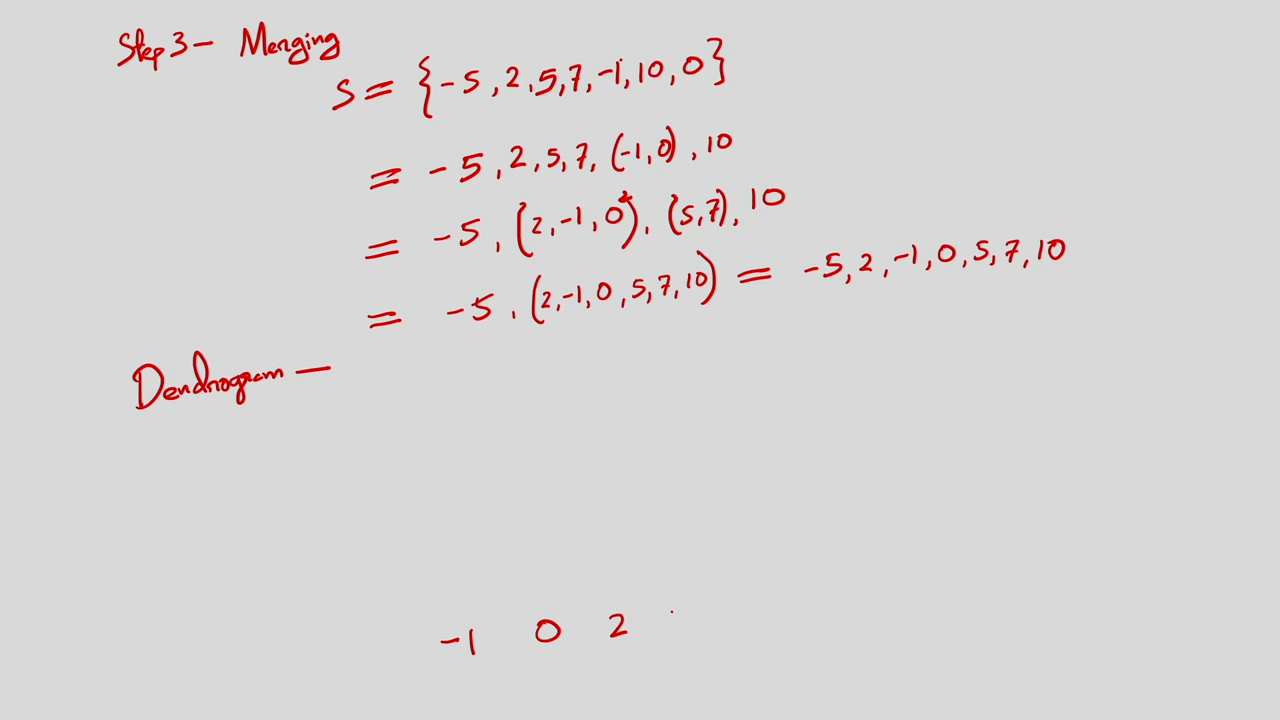 Step 3 - Merging
S = {-5, 2, 5, 7, -1, 10, 0}
= -5, 2, 5, 7, (-1, 0), 10
= -5, (2, -1, 0), (5, 7), 10
= -5, (2, -1, 0, 5, 7, 10) = -5, 2, -1, 0, 5, 7, 10
Dendrogram —
-1 0 2